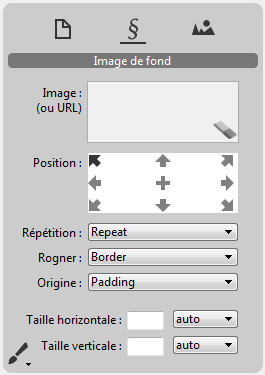 §
Image de fond
Image :
(ou URL)
Position :
Répétition : Repeat
Rogner : Border
Origine : Padding
Taille horizontale : auto
Taille verticale : auto